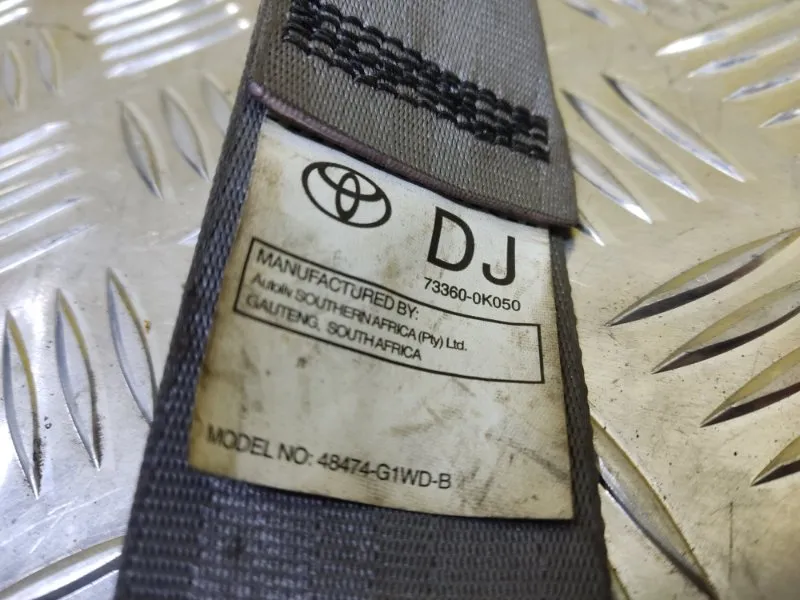 DJ
73360-0K050
MANUFACTURED BY:
Autoliv SOUTHERN AFRICA (Pty) Ltd.
GAUTENG, SOUTH AFRICA
MODEL NO: 48474-G1WD-B